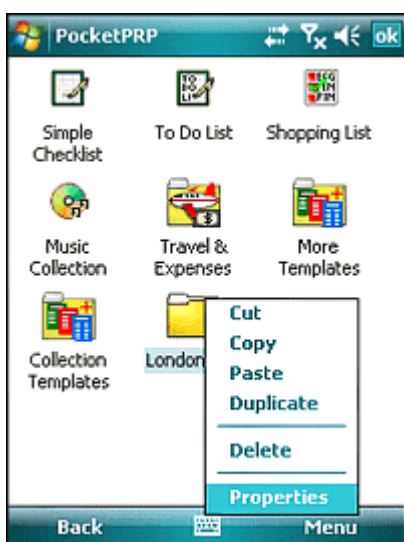 PocketPRP ok
Simple Checklist
To Do List
Shopping List
Music Collection
Travel & Expenses
More Templates
Collection Templates
London
Cut
Copy
Paste
Duplicate
Delete
Properties
Back Menu